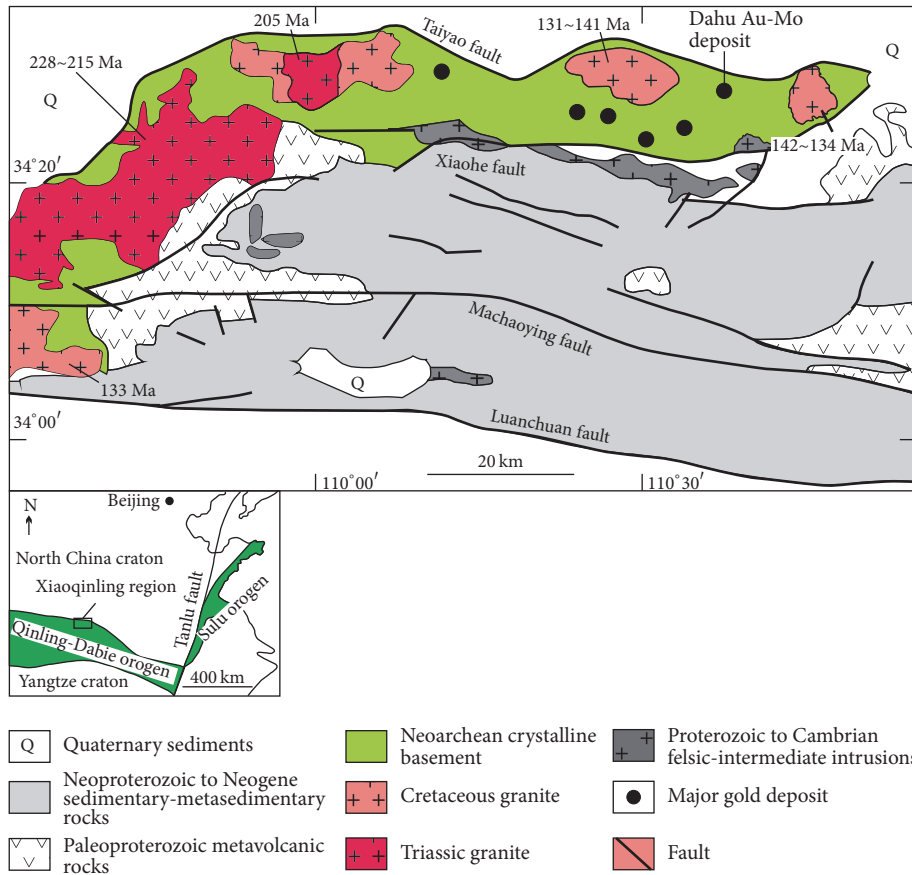 205 Ma
Taiyao fault
131~141 Ma
Dahu Au-Mo
deposit
Q
228~215 Ma
Q
142~134 Ma
34°20′
Xiaohe fault
Machaoying fault
133 Ma
Q
34°00′
Luanchuan fault
20 km
110°00′
110°30′
N
Beijing
North China craton
Xiaoqinling region
Tanlu fault
Sulu orogen
Qinling-Dabie orogen
Yangtze craton
400 km
Q
Quaternary sediments
Neoarchean crystalline
basement
Proterozoic to Cambrian
felsic-intermediate intrusions
Neoproterozoic to Neogene
sedimentary-metasedimentary
rocks
Cretaceous granite
Major gold deposit
Paleoproterozoic metavolcanic
rocks
Triassic granite
Fault